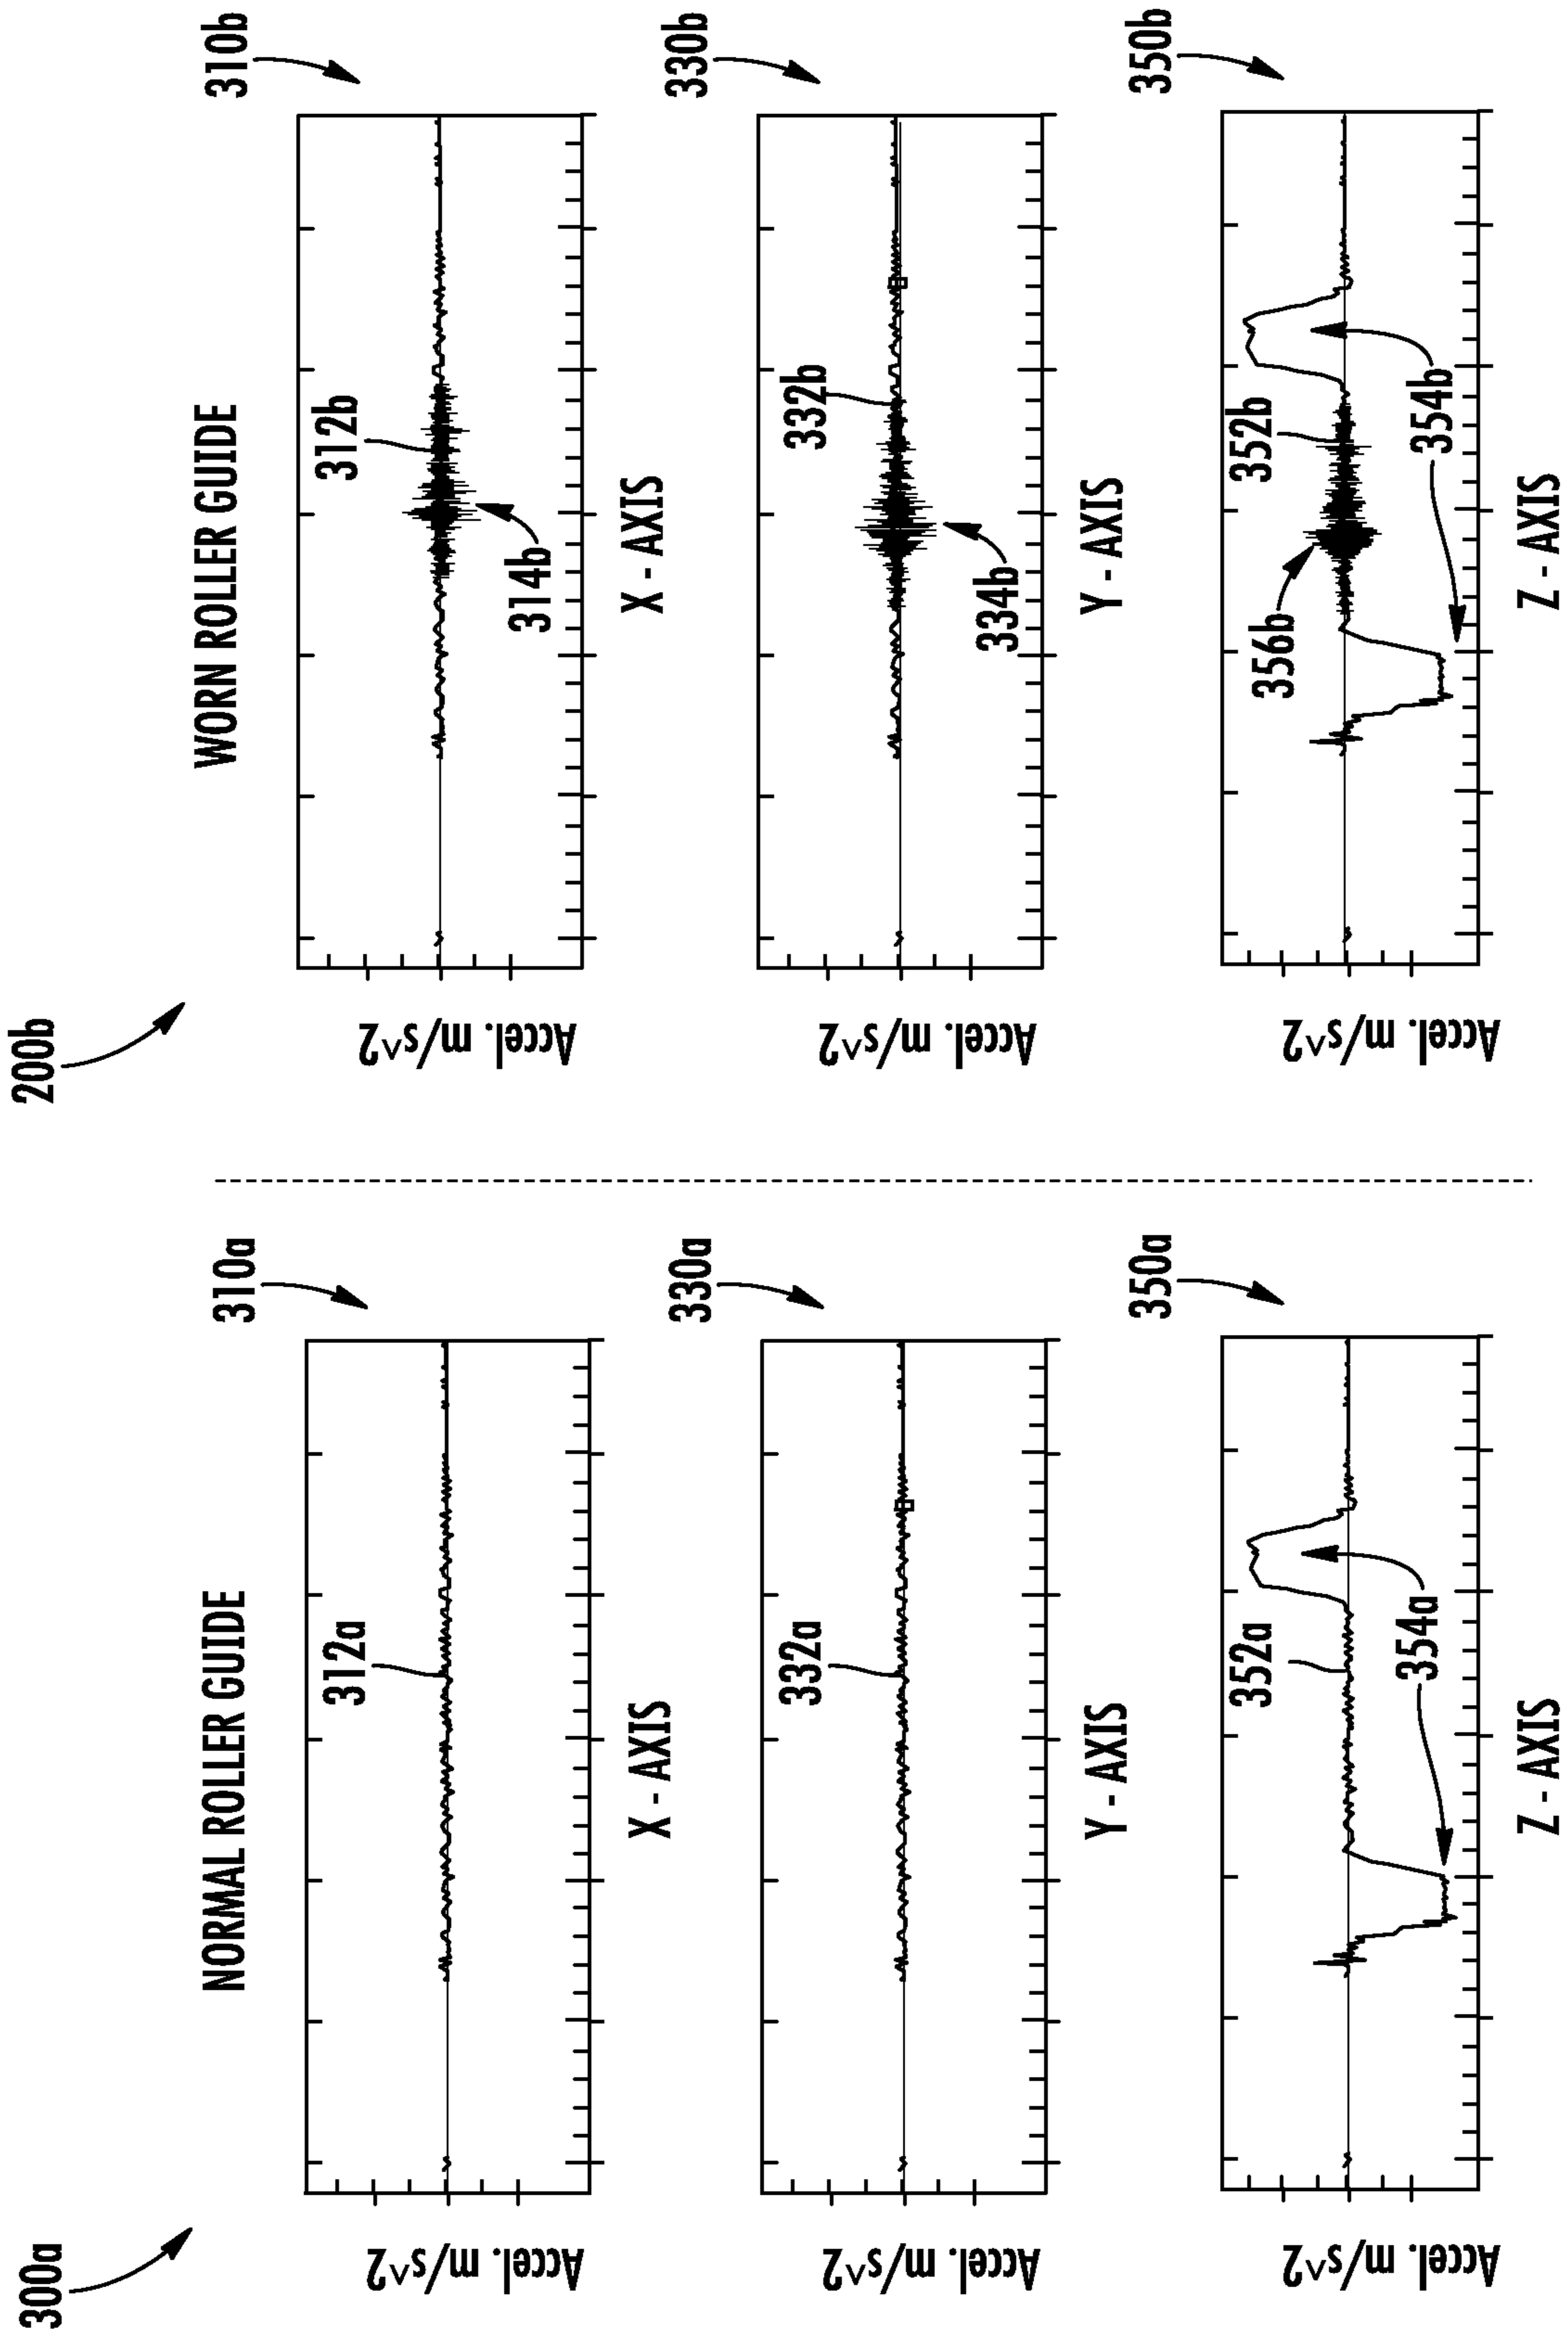 300a
200b
NORMAL ROLLER GUIDE
WORN ROLLER GUIDE
310a
312a
Accel. m/s^2
X - AXIS
310b
312b
314b
Accel. m/s^2
X - AXIS
330a
332a
Accel. m/s^2
Y - AXIS
330b
332b
334b
Accel. m/s^2
Y - AXIS
350a
352a
354a
Accel. m/s^2
Z - AXIS
350b
352b
356b
354b
Accel. m/s^2
Z - AXIS